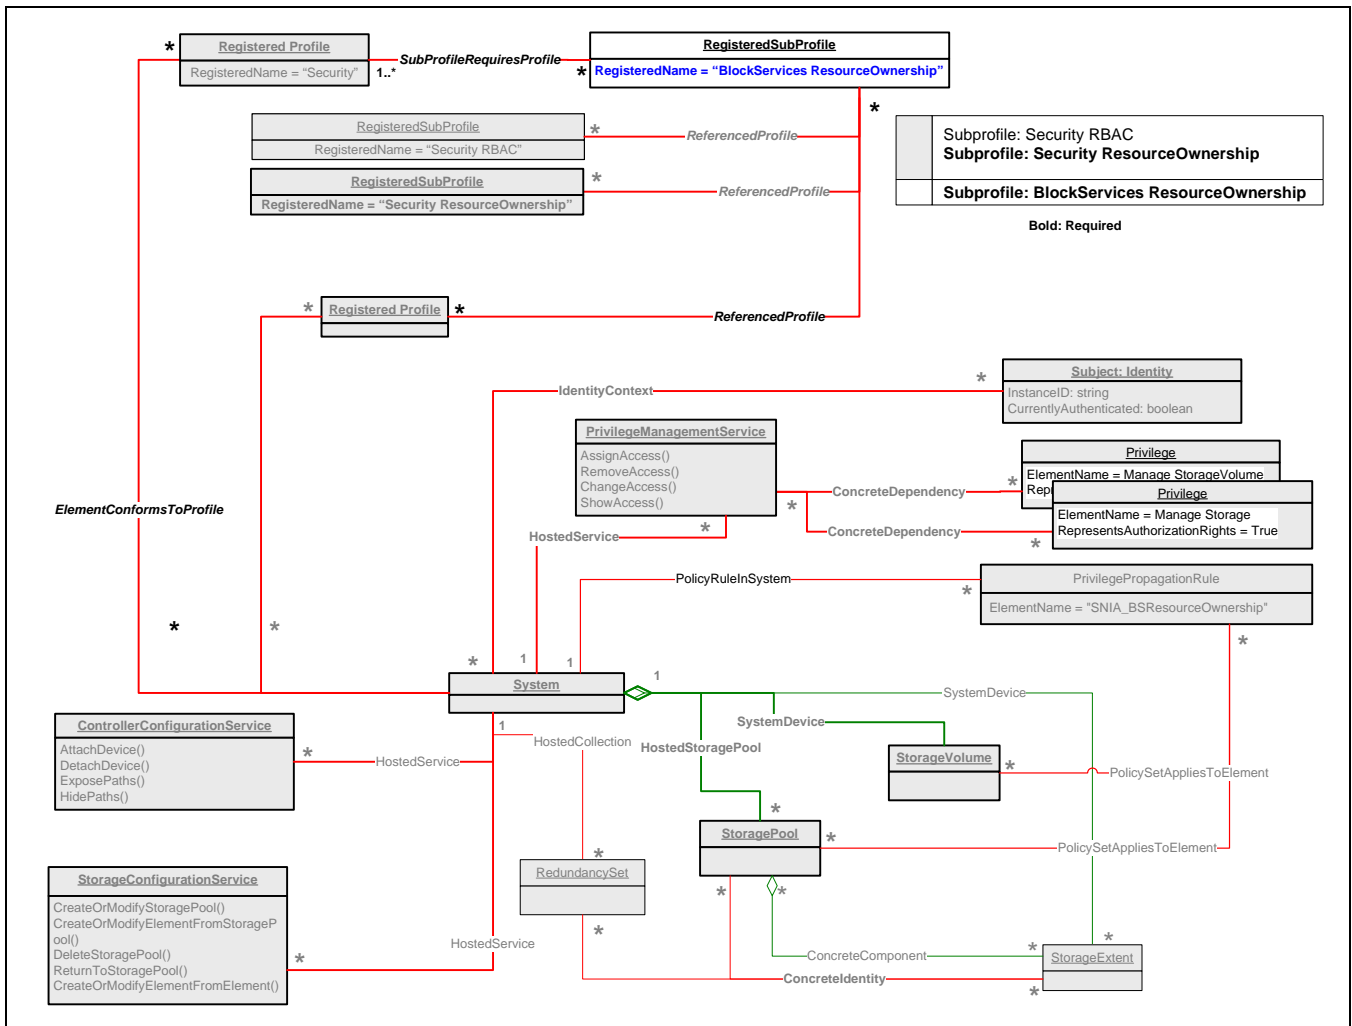 *
Registered Profile
RegisteredName = “Security”
SubProfileRequiresProfile
1..*
*
RegisteredSubProfile
RegisteredName = “BlockServices ResourceOwnership”
*
RegisteredSubProfile
RegisteredName = “Security RBAC”
*
ReferencedProfile
RegisteredSubProfile
RegisteredName = “Security ResourceOwnership”
*
ReferencedProfile
Subprofile: Security RBAC
Subprofile: Security ResourceOwnership
Subprofile: BlockServices ResourceOwnership
Bold: Required
*
Registered Profile
*
ReferencedProfile
IdentityContext
*
Subject: Identity
InstanceID: string
CurrentlyAuthenticated: boolean
PrivilegeManagementService
AssignAccess()
RemoveAccess()
ChangeAccess()
ShowAccess()
*
ConcreteDependency
*
Privilege
ElementName = Manage StorageVolume
ConcreteDependency
*
Privilege
ElementName = Manage Storage
RepresentsAuthorizationRights = True
ElementConformsToProfile
HostedService
*
PolicyRuleInSystem
*
PrivilegePropagationRule
ElementName = "SNIA_BSResourceOwnership"
*
*
*
*
1
1
System
1
1
SystemDevice
SystemDevice
HostedStoragePool
ControllerConfigurationService
AttachDevice()
DetachDevice()
ExposePaths()
HidePaths()
*
HostedService
HostedCollection
StorageVolume
*
PolicySetAppliesToElement
*
StoragePool
*
PolicySetAppliesToElement
*
RedundancySet
*
*
*
StorageConfigurationService
CreateOrModifyStoragePool()
CreateOrModifyElementFromStorageP
ool()
DeleteStoragePool()
ReturnToStoragePool()
CreateOrModifyElementFromElement()
*
HostedService
ConcreteComponent
*
*
StorageExtent
ConcreteIdentity
*